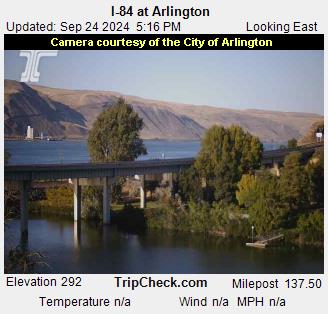 I-84 at Arlington
Updated: Sep 24 2024 5:16 PM Looking East
Camera courtesy of the City of Arlington
Elevation 292 TripCheck.com Milepost 137.50
Temperature n/a Wind n/a MPH n/a